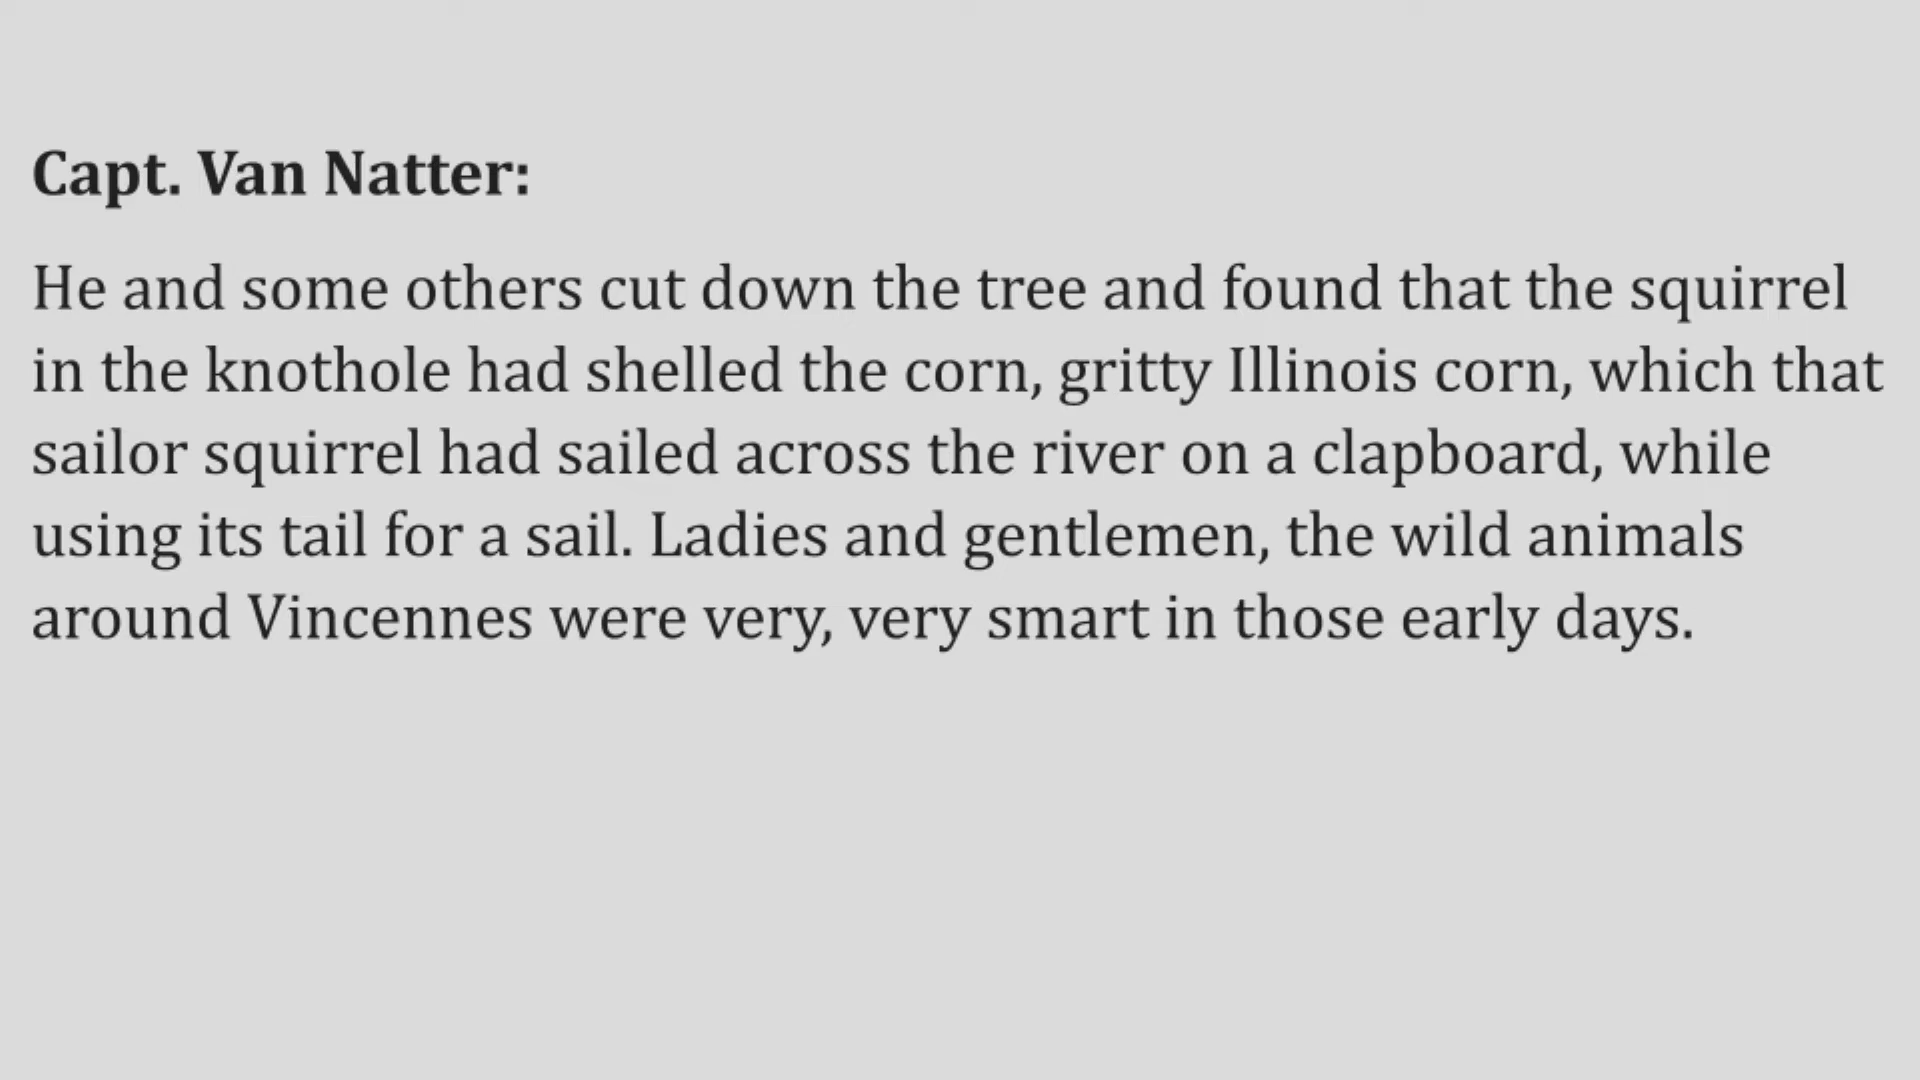 Capt. Van Natter:
He and some others cut down the tree and found that the squirrel
in the knothole had shelled the corn, gritty Illinois corn, which that
sailor squirrel had sailed across the river on a clapboard, while
using its tail for a sail. Ladies and gentlemen, the wild animals
around Vincennes were very, very smart in those early days.